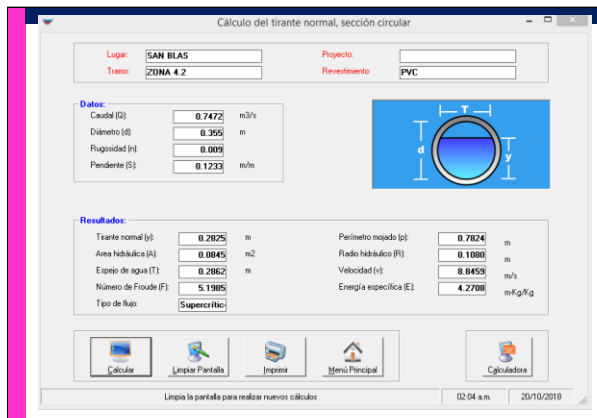 Cálculo del tirante normal, sección circular
Lugar: SAN BLAS Proyecto:
Tramo: ZONA 4.2 Revestimiento: PVC
Datos:
Caudal (Q): 0.7472 m3/s
Diámetro (d): 0.355 m
Rugosidad (n): 0.009
Pendiente (S): 0.1233 m/m
T
d
y
Resultados:
Tirante normal (y): 0.2825 m Perímetro mojado (p): 0.7824 m
Area hidráulica (A): 0.0845 m2 Radio hidráulico (R): 0.1080 m
Espejo de agua (T): 0.2862 m Velocidad (v): 8.8459 m/s
Número de Froude (F): 5.1985 Energía específica (E): 4.2708 m-Kg/Kg
Tipo de flujo: Supercrític
Calcular Limpiar Pantalla Imprimir Menú Principal Calculadora
Limpia la pantalla para realizar nuevos cálculos 02:04 a.m. 20/10/2018